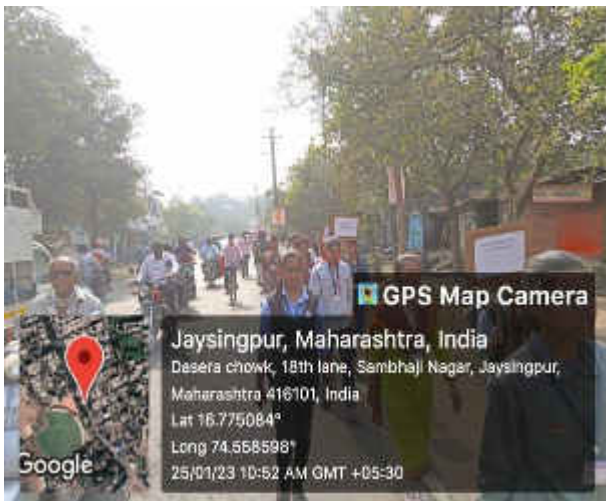 GPS Map Camera
Jaysingpur, Maharashtra, India
Dasera chowk, 18th lane, Sambhaji Nagar, Jaysingpur,
Maharashtra 416101, India
Lat 16.775084°
Long 74.558598°
25/01/23 10:52 AM GMT +05:30
Google